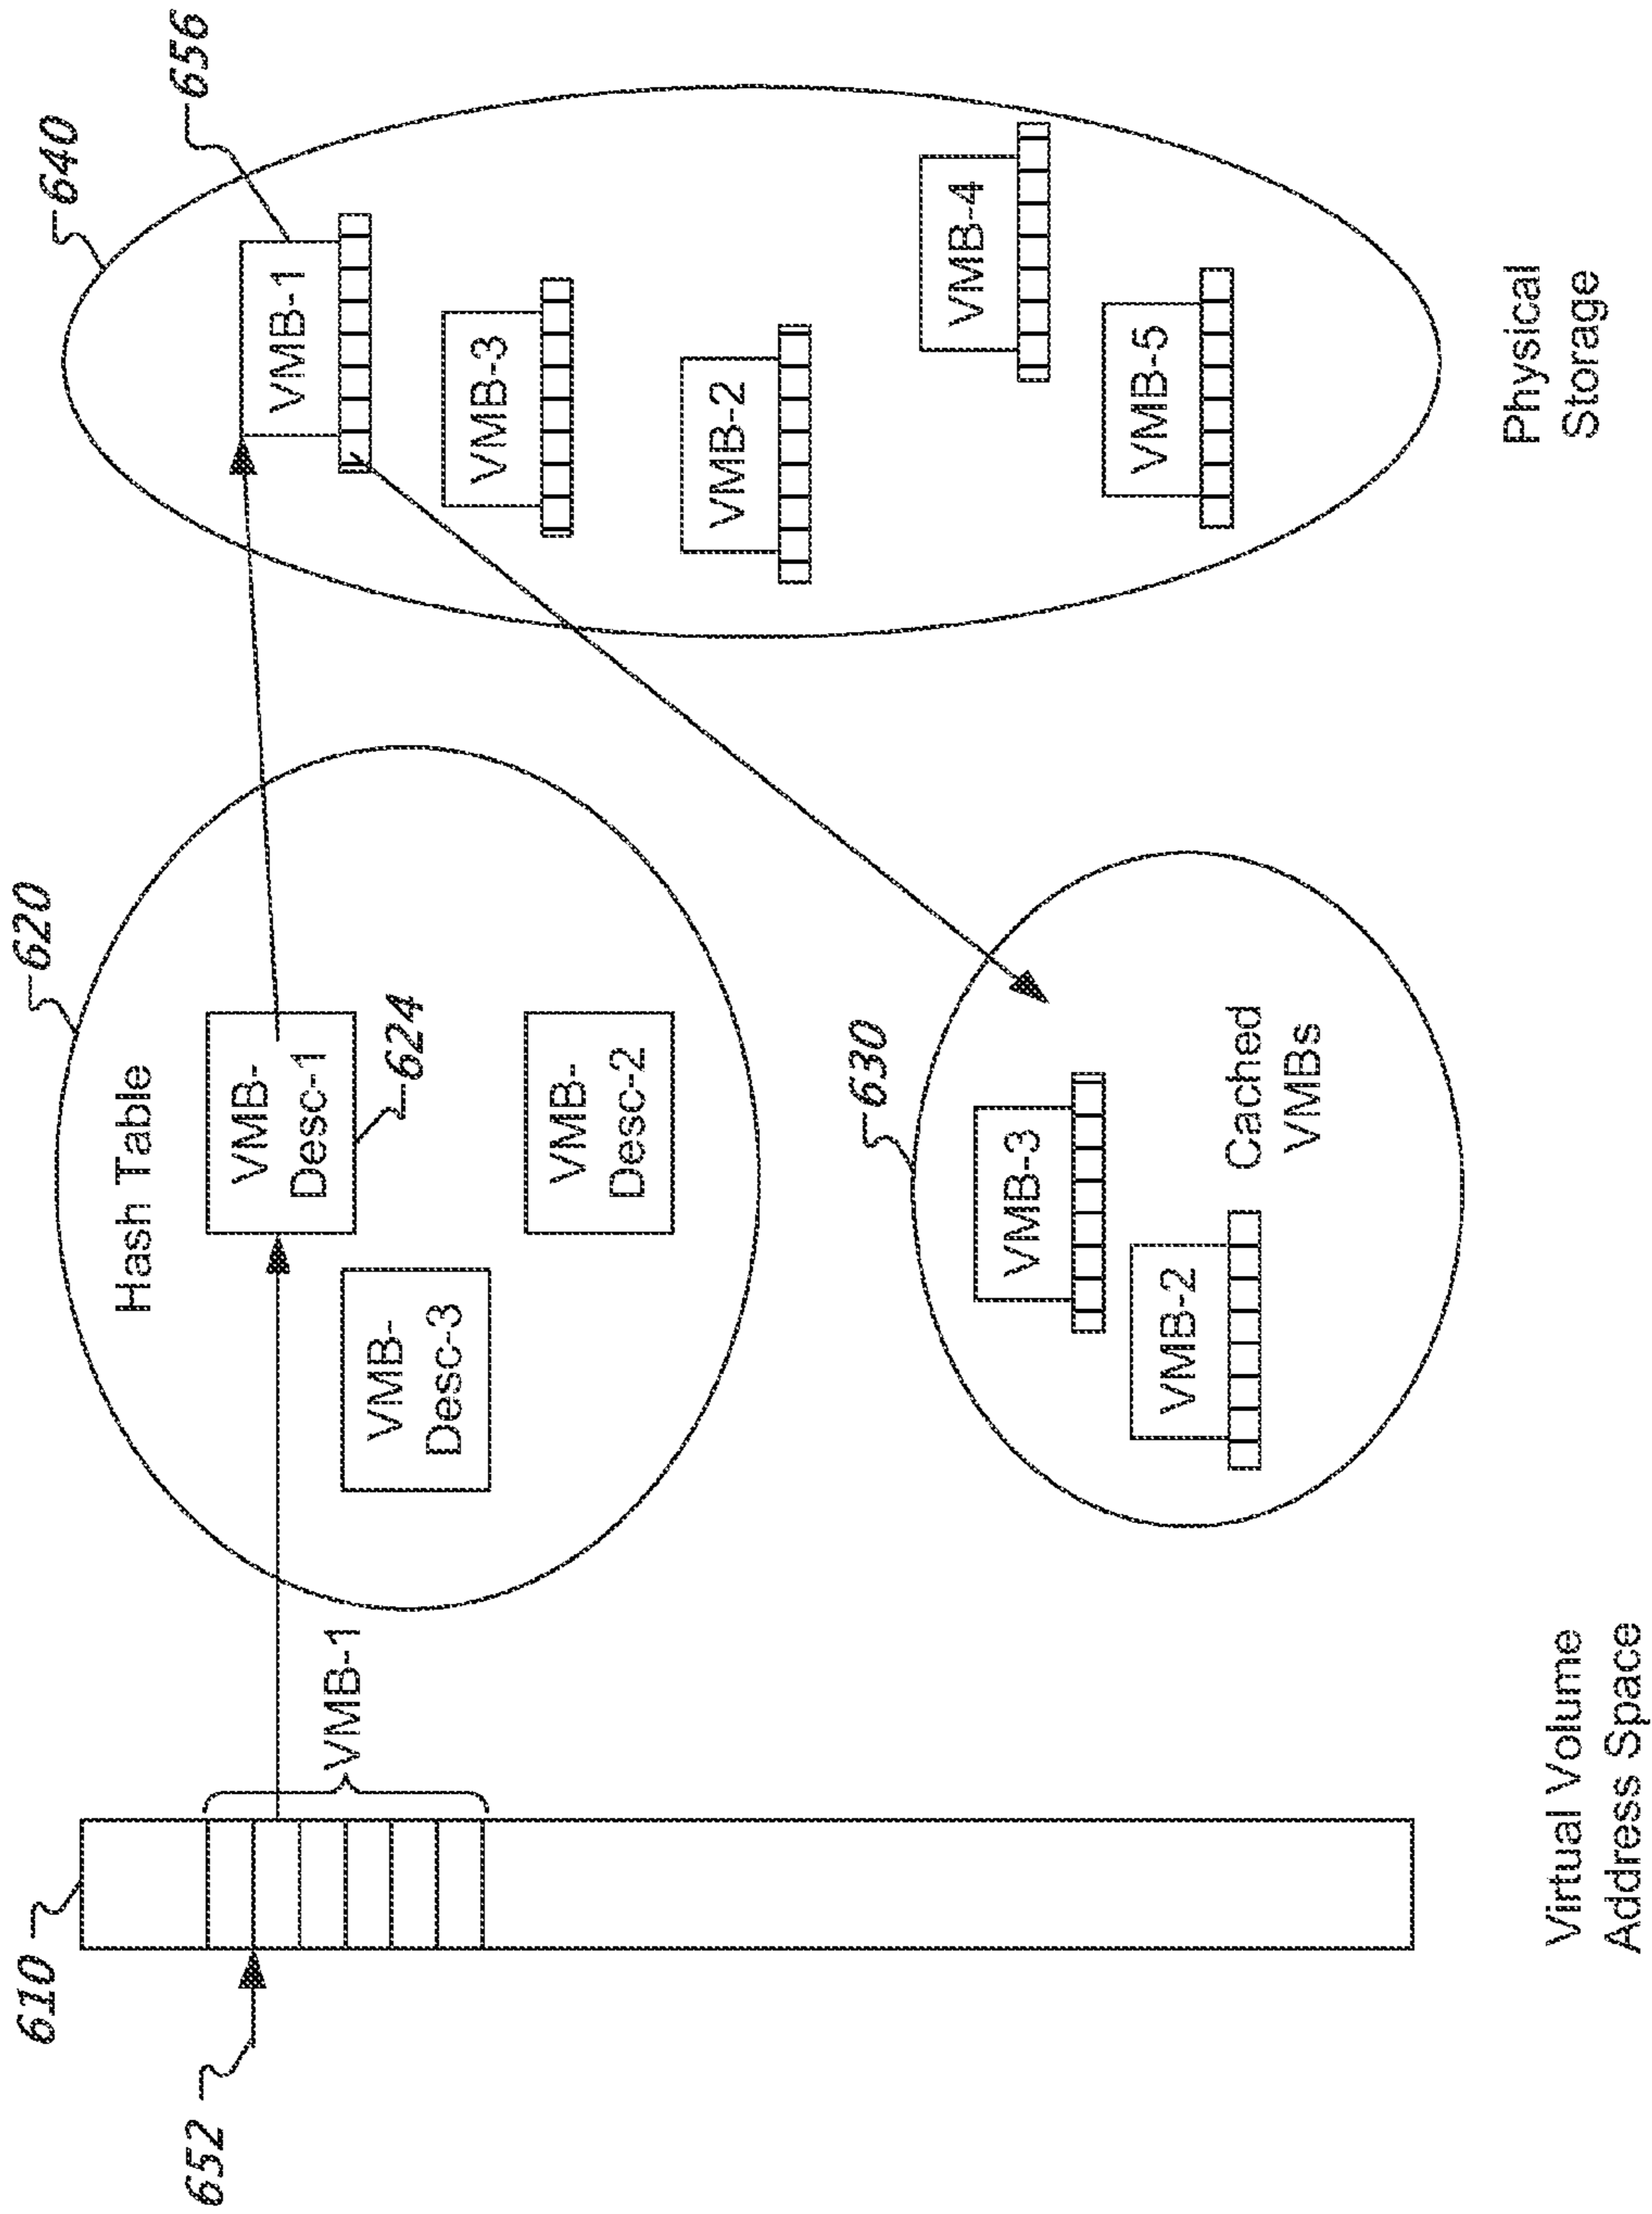 610
652
VMB-1
Virtual Volume
Address Space
620
Hash Table
VMB-
Desc-1
624
VMB-
Desc-3
VMB-
Desc-2
630
VMB-3
VMB-2
Cached
VMBs
640
656
VMB-1
VMB-3
VMB-2
VMB-4
VMB-5
Physical
Storage